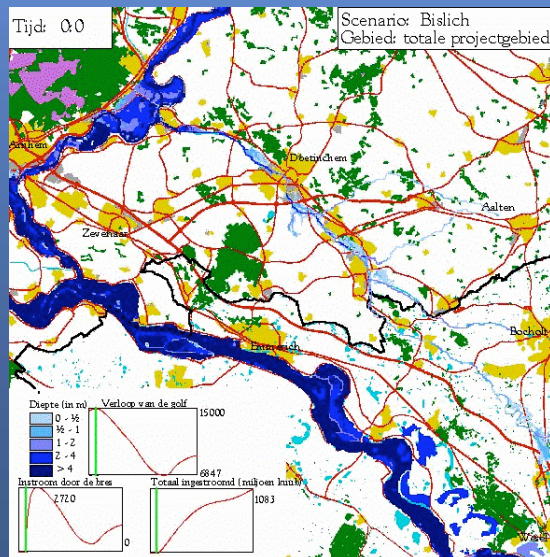 Tijd: 0:0
Scenario: Bislich
Gebied: totale projectgebied
Arnhem
Doetinchem
Aalten
Zevenaar
Bocholt
Emmerich
Diepte (in m)
0 - ½
½ - 1
1 - 2
2 - 4
> 4
Verloop van de golf
15000
6847
Instroom door de bres
2720
0
Totaal ingestroomd (miljoen kuub)
1083
Wesel